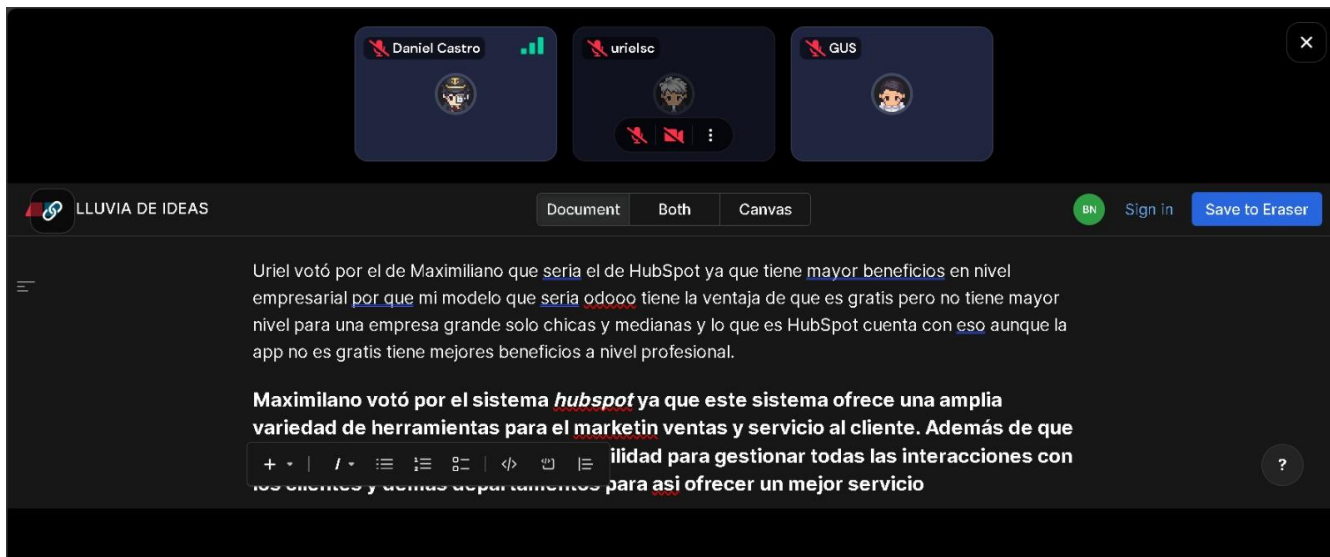 Daniel Castro
urielsc
GUS
LLUVIA DE IDEAS
Document
Both
Canvas
BN
Sign in
Save to Eraser
Uriel votó por el de Maximiliano que seria el de HubSpot ya que tiene mayor beneficios en nivel
empresarial por que mi modelo que seria odooo tiene la ventaja de que es gratis pero no tiene mayor
nivel para una empresa grande solo chicas y medianas y lo que es HubSpot cuenta con eso aunque la
app no es gratis tiene mejores beneficios a nivel profesional.
Maximilano votó por el sistema hubspot ya que este sistema ofrece una amplia
variedad de herramientas para el marketin ventas y servicio al cliente. Además de que
ilidad para gestionar todas las interacciones con
los clientes y demás departamentos para asi ofrecer un mejor servicio
?